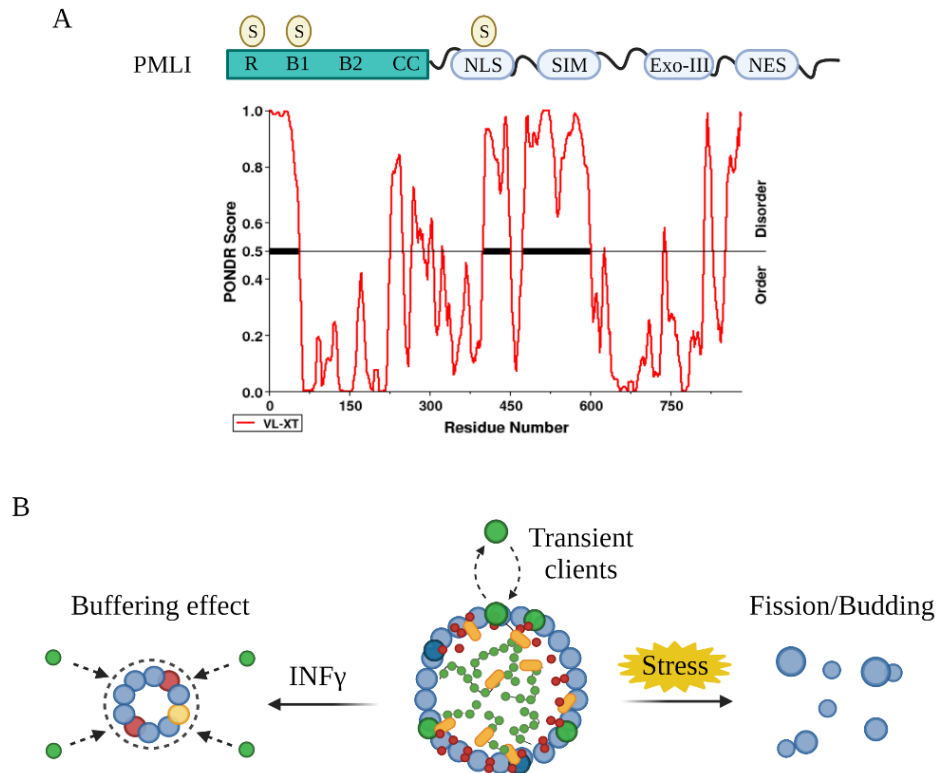 A
S S S
PMLI R B1 B2 CC NLS SIM Exo-III NES
1.0
0.8
0.6
0.5
0.4
0.2
0.0
PONDR Score
Disorder
Order
0 150 300 450 600 750
Residue Number
VL-XT
B
Transient
clients
Buffering effect
Fission/Budding
INFγ
Stress